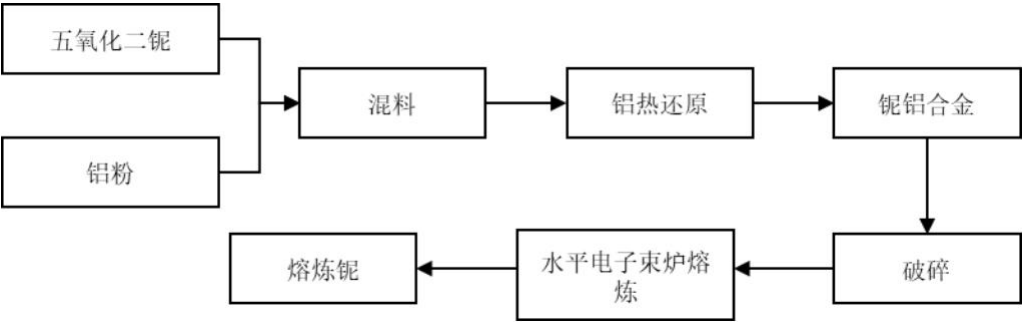 五氧化二铌
铝粉
混料
铝热还原
铌铝合金
破碎
水平电子束炉熔
炼
熔炼铌